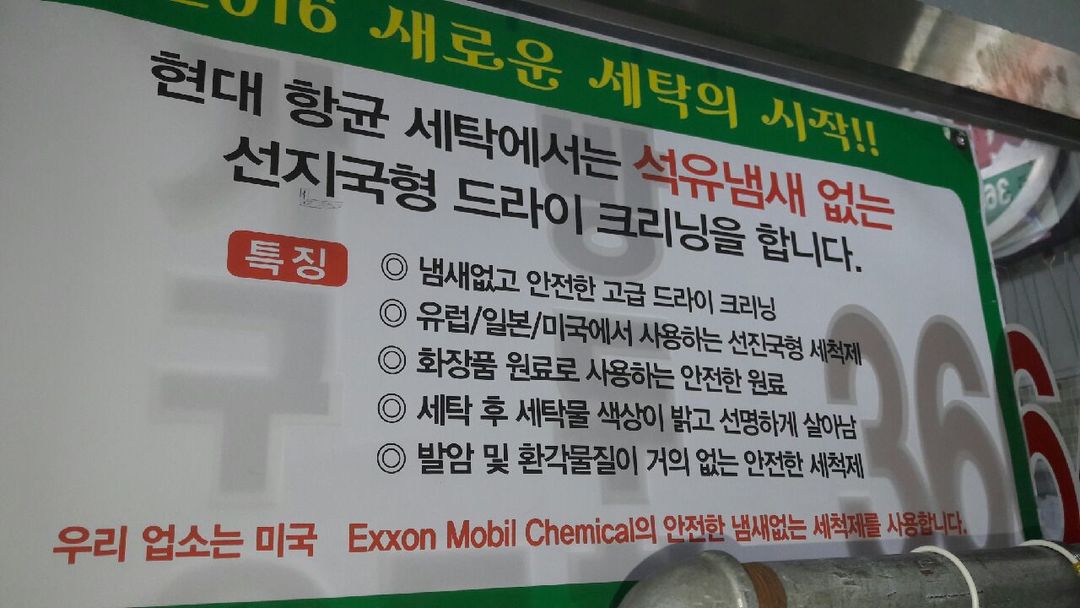 2016 새로운 세탁의 시작!!
현대 항균 세탁에서는 석유냄새 없는
선지국형 드라이 크리닝을 합니다.
특징
◎ 냄새없고 안전한 고급 드라이 크리닝
◎ 유럽/일본/미국에서 사용하는 선진국형 세척제
◎ 화장품 원료로 사용하는 안전한 원료
◎ 세탁 후 세탁물 색상이 밝고 선명하게 살아남
◎ 발암 및 환각물질이 거의 없는 안전한 세척제
우리 업소는 미국 Exxon Mobil Chemical의 안전한 냄새없는 세척제를 사용합니다.
36
6
36